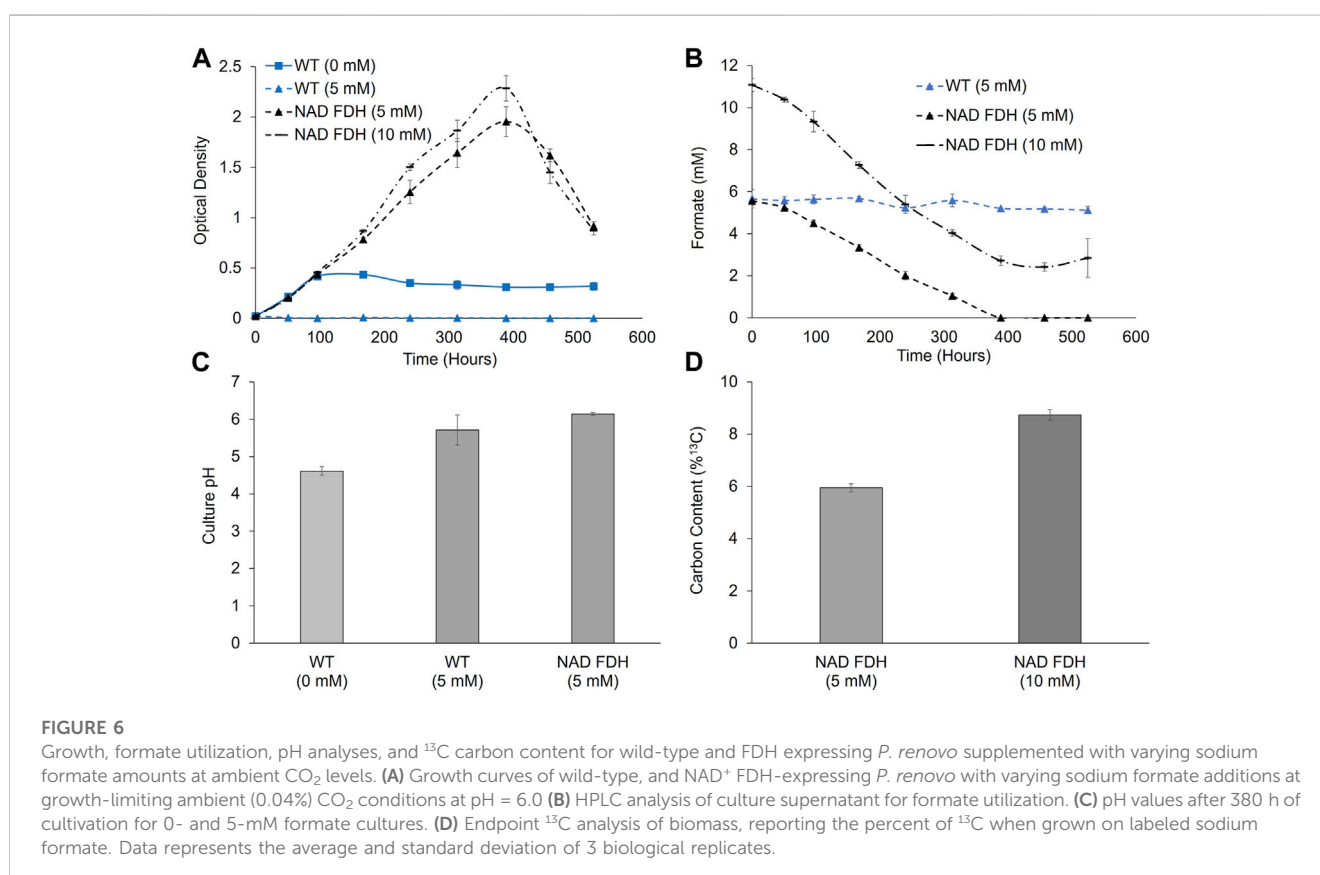 A
2.5
2
1.5
1
0.5
0
Optical Density
WT (0 mM)
WT (5 mM)
NAD FDH (5 mM)
NAD FDH (10 mM)
0 100 200 300 400 500 600
Time (Hours)
B
12
10
8
6
4
2
0
Formate (mM)
WT (5 mM)
NAD FDH (5 mM)
NAD FDH (10 mM)
0 100 200 300 400 500 600
Time (Hours)
C
7
6
5
4
3
2
1
0
Culture pH
WT
(0 mM)
WT
(5 mM)
NAD FDH
(5 mM)
D
10
8
6
4
2
0
Carbon Content (%¹³C)
NAD FDH
(5 mM)
NAD FDH
(10 mM)
FIGURE 6
Growth, formate utilization, pH analyses, and ¹³C carbon content for wild-type and FDH expressing P. renovo supplemented with varying sodium
formate amounts at ambient CO₂ levels. (A) Growth curves of wild-type, and NAD⁺ FDH-expressing P. renovo with varying sodium formate additions at
growth-limiting ambient (0.04%) CO₂ conditions at pH = 6.0 (B) HPLC analysis of culture supernatant for formate utilization. (C) pH values after 380 h of
cultivation for 0- and 5-mM formate cultures. (D) Endpoint ¹³C analysis of biomass, reporting the percent of ¹³C when grown on labeled sodium
formate. Data represents the average and standard deviation of 3 biological replicates.